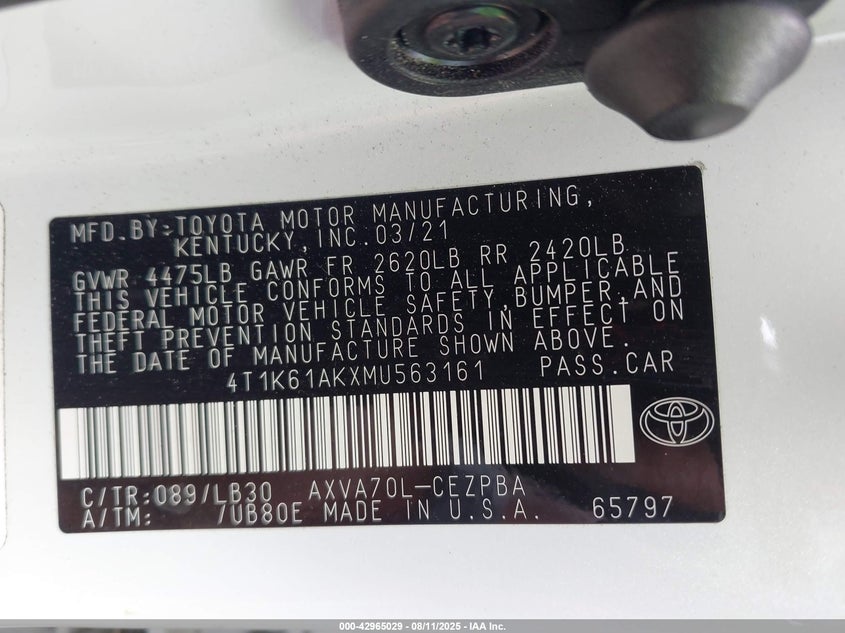 MFD.BY:TOYOTA MOTOR MANUFACTURING,
KENTUCKY,INC.03/21
GVWR 4475LB GAWR FR 2620LB RR 2420LB
THIS VEHICLE CONFORMS TO ALL APPLICABLE
FEDERAL MOTOR VEHICLE SAFETY,BUMPER,AND
THEFT PREVENTION STANDARDS IN EFFECT ON
THE DATE OF MANUFACTURE SHOWN ABOVE.
4T1K61AKXMU563161 PASS.CAR
C/TR:089/LB30 AXVA70L-CEZPBA
A/TM: /UB80E MADE IN U.S.A. 65797
000-42965029 - 08/11/2025 - IAA Inc.